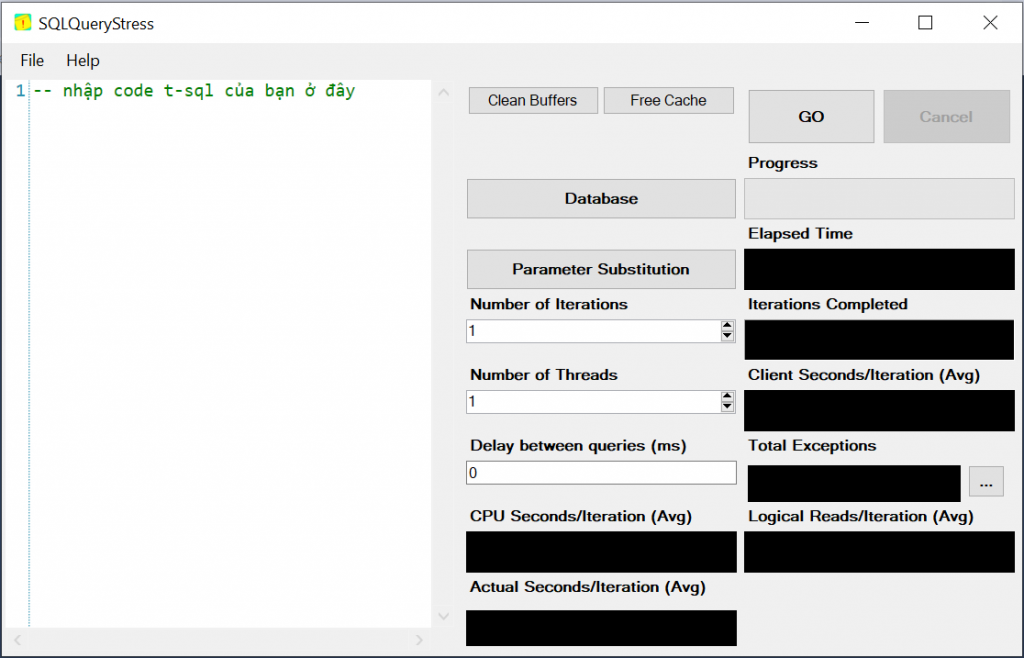 SQLQueryStress
File Help
1 -- nhập code t-sql của bạn ở đây
Clean Buffers
Free Cache
GO
Cancel
Progress
Database
Elapsed Time
Parameter Substitution
Number of Iterations
Iterations Completed
1
Number of Threads
Client Seconds/Iteration (Avg)
1
Delay between queries (ms)
Total Exceptions
0
...
CPU Seconds/Iteration (Avg)
Logical Reads/Iteration (Avg)
Actual Seconds/Iteration (Avg)